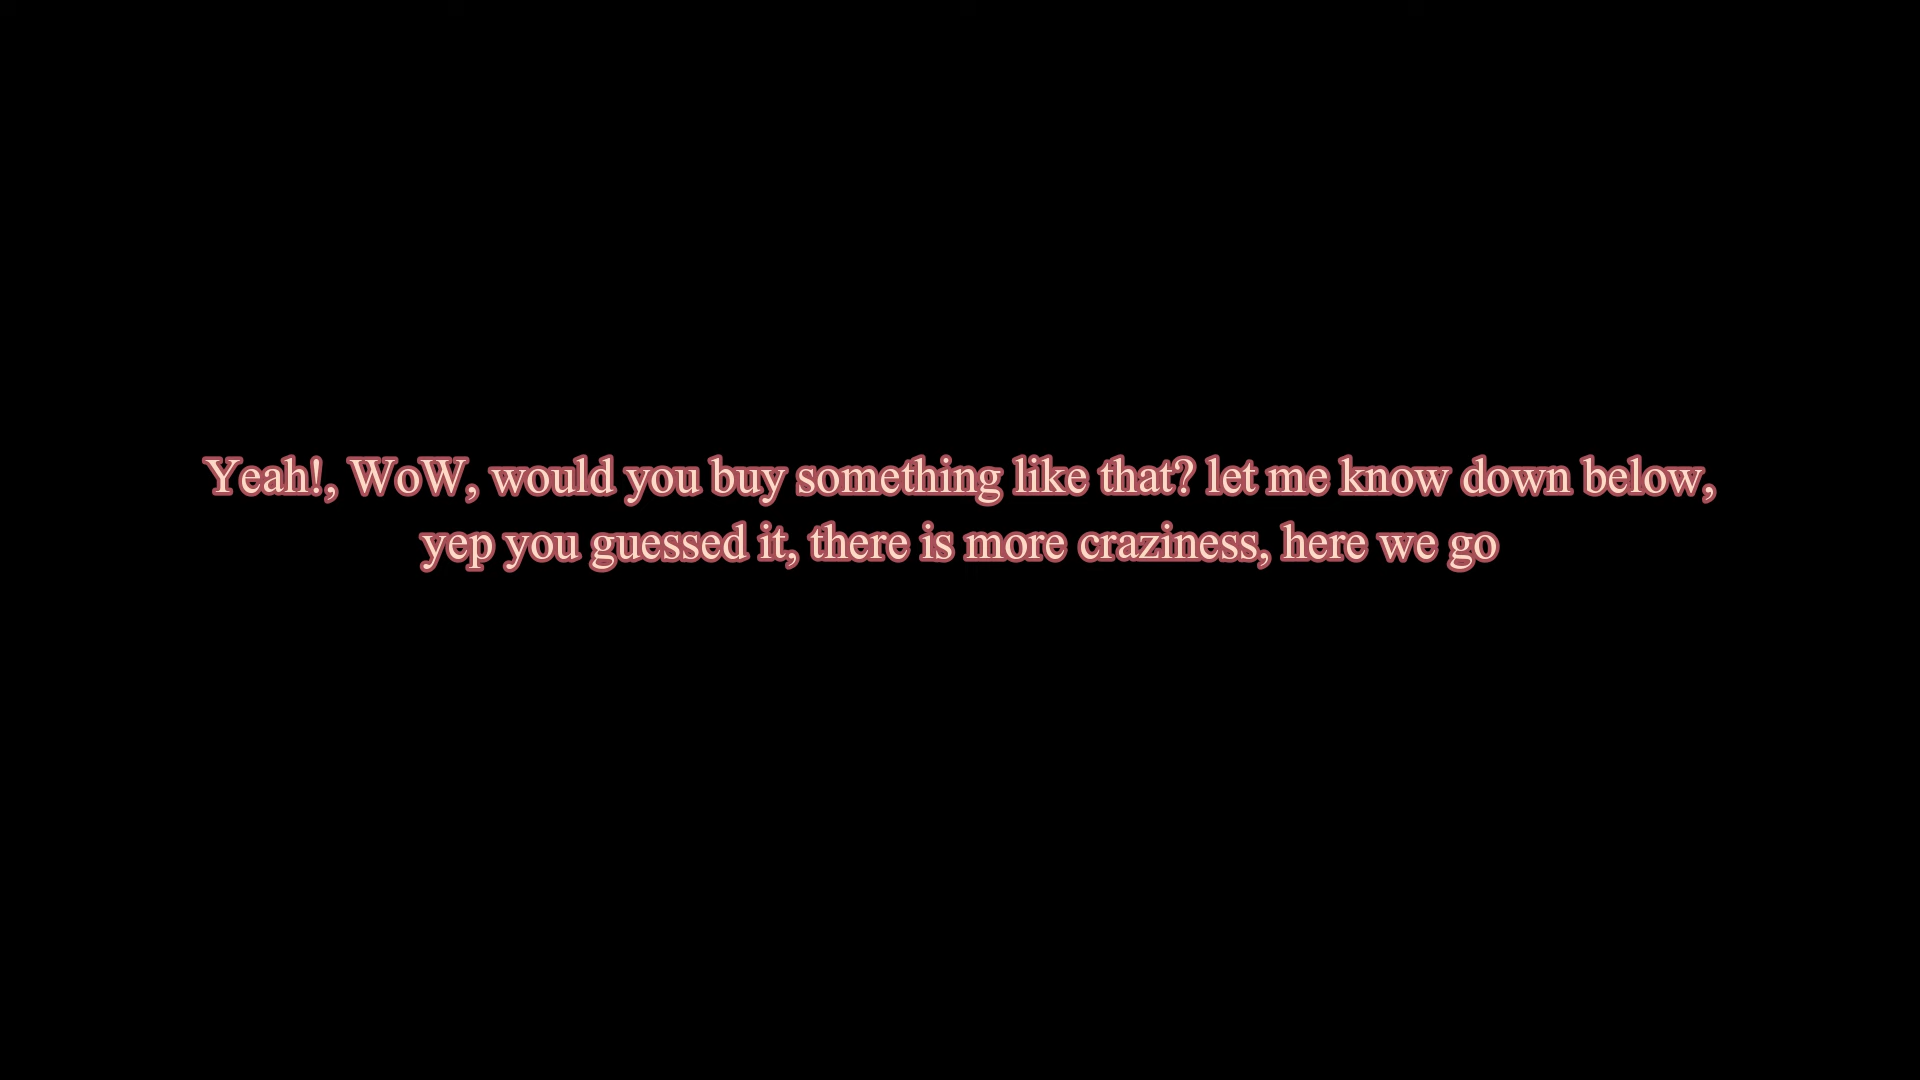 Yeah!, WoW, would you buy something like that? let me know down below,
yep you guessed it, there is more craziness, here we go